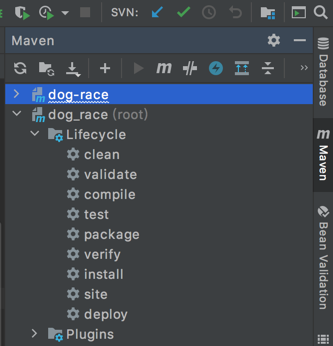 SVN:
Maven
dog-race
dog_race (root)
Lifecycle
clean
validate
compile
test
package
verify
install
site
deploy
Plugins
Database
m Maven
Bean Validation